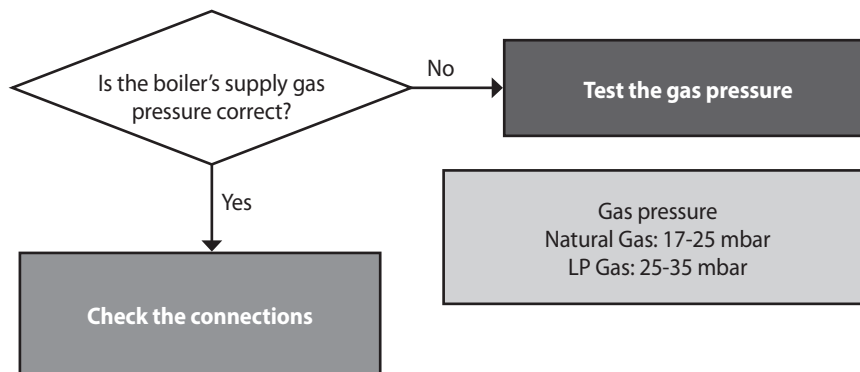 Is the boiler’s supply gas
pressure correct?
No
Test the gas pressure
Yes
Gas pressure
Natural Gas: 17-25 mbar
LP Gas: 25-35 mbar
Check the connections